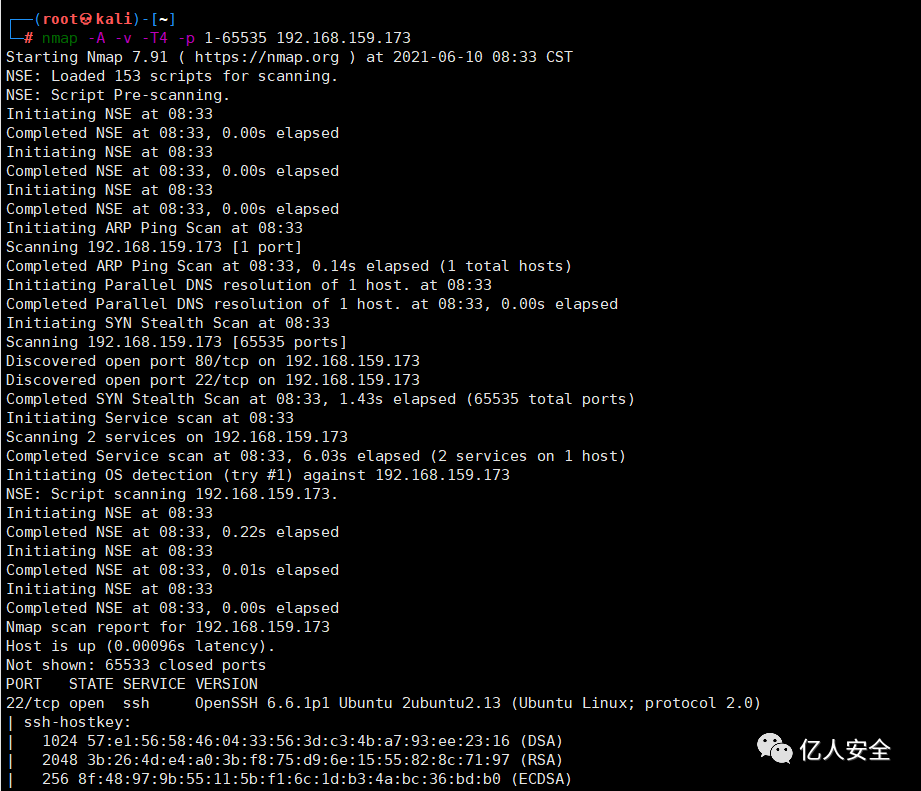 ┌──(root💀kali)-[~]
└─# nmap -A -v -T4 -p 1-65535 192.168.159.173
Starting Nmap 7.91 ( https://nmap.org ) at 2021-06-10 08:33 CST
NSE: Loaded 153 scripts for scanning.
NSE: Script Pre-scanning.
Initiating NSE at 08:33
Completed NSE at 08:33, 0.00s elapsed
Initiating NSE at 08:33
Completed NSE at 08:33, 0.00s elapsed
Initiating NSE at 08:33
Completed NSE at 08:33, 0.00s elapsed
Initiating ARP Ping Scan at 08:33
Scanning 192.168.159.173 [1 port]
Completed ARP Ping Scan at 08:33, 0.14s elapsed (1 total hosts)
Initiating Parallel DNS resolution of 1 host. at 08:33
Completed Parallel DNS resolution of 1 host. at 08:33, 0.00s elapsed
Initiating SYN Stealth Scan at 08:33
Scanning 192.168.159.173 [65535 ports]
Discovered open port 80/tcp on 192.168.159.173
Discovered open port 22/tcp on 192.168.159.173
Completed SYN Stealth Scan at 08:33, 1.43s elapsed (65535 total ports)
Initiating Service scan at 08:33
Scanning 2 services on 192.168.159.173
Completed Service scan at 08:33, 6.03s elapsed (2 services on 1 host)
Initiating OS detection (try #1) against 192.168.159.173
NSE: Script scanning 192.168.159.173.
Initiating NSE at 08:33
Completed NSE at 08:33, 0.22s elapsed
Initiating NSE at 08:33
Completed NSE at 08:33, 0.01s elapsed
Initiating NSE at 08:33
Completed NSE at 08:33, 0.00s elapsed
Nmap scan report for 192.168.159.173
Host is up (0.00096s latency).
Not shown: 65533 closed ports
PORT   STATE SERVICE VERSION
22/tcp open  ssh     OpenSSH 6.6.1p1 Ubuntu 2ubuntu2.13 (Ubuntu Linux; protocol 2.0)
| ssh-hostkey:
|   1024 57:e1:56:58:46:04:33:56:3d:c3:4b:a7:93:ee:23:16 (DSA)
|   2048 3b:26:4d:e4:a0:3b:f8:75:d9:6e:15:55:82:8c:71:97 (RSA)
|   256 8f:48:97:9b:55:11:5b:f1:6c:1d:b3:4a:bc:36:bd:b0 (ECDSA)
亿人安全